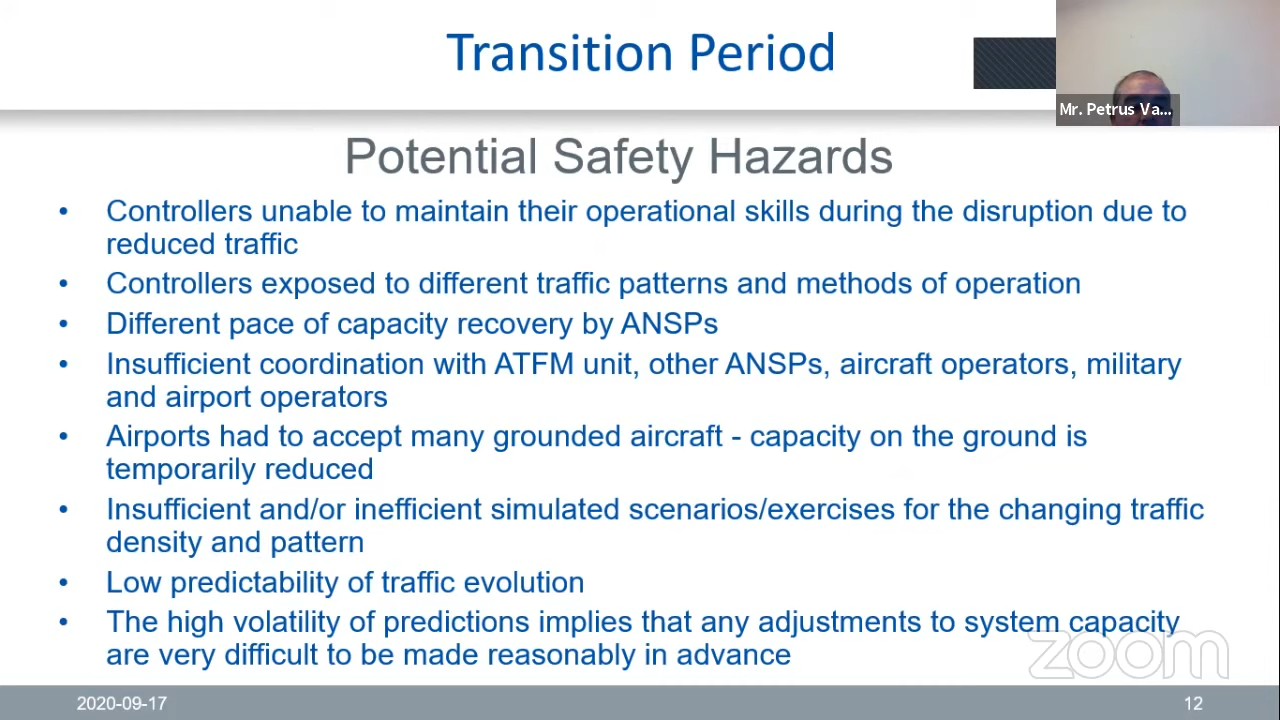 Transition Period
Mr. Petrus Va...
Potential Safety Hazards
• Controllers unable to maintain their operational skills during the disruption due to
reduced traffic
• Controllers exposed to different traffic patterns and methods of operation
• Different pace of capacity recovery by ANSPs
• Insufficient coordination with ATFM unit, other ANSPs, aircraft operators, military
and airport operators
• Airports had to accept many grounded aircraft - capacity on the ground is
temporarily reduced
• Insufficient and/or inefficient simulated scenarios/exercises for the changing traffic
density and pattern
• Low predictability of traffic evolution
• The high volatility of predictions implies that any adjustments to system capacity
are very difficult to be made reasonably in advance
zoom
2020-09-17
12